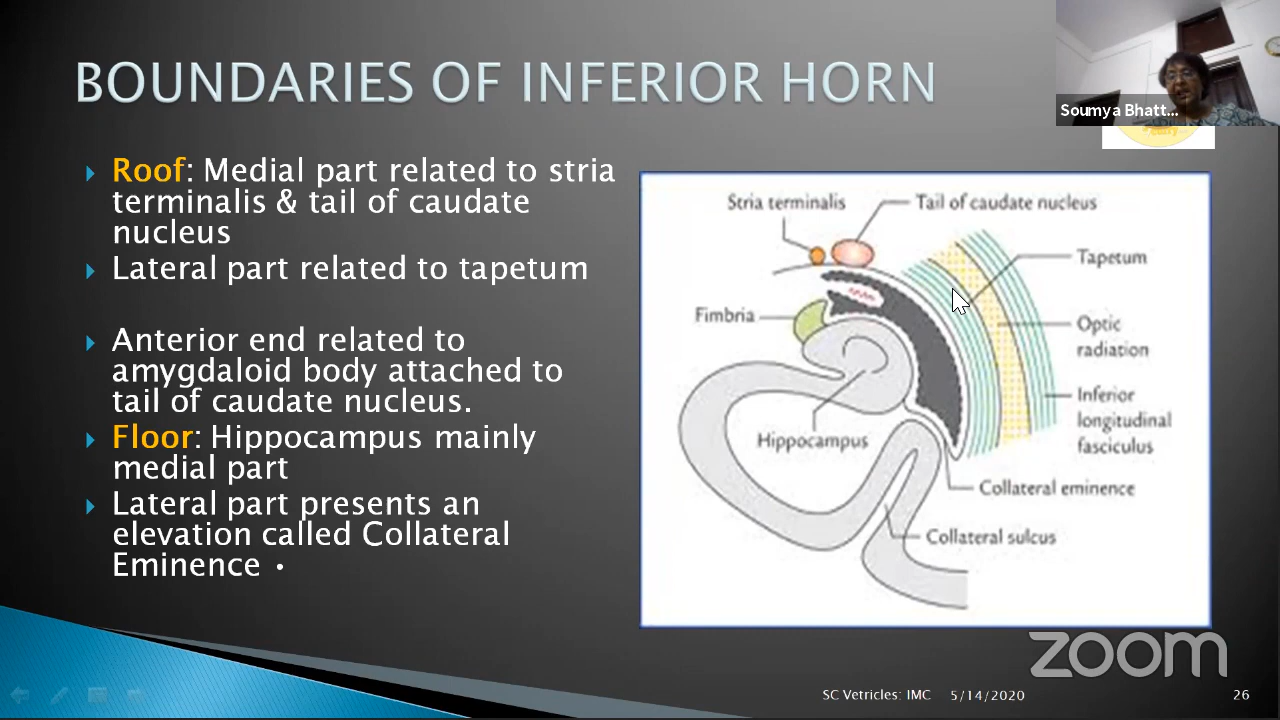 BOUNDARIES OF INFERIOR HORN
Soumya Bhatt...
Roof: Medial part related to stria
terminalis & tail of caudate
nucleus
Lateral part related to tapetum
Anterior end related to
amygdaloid body attached to
tail of caudate nucleus.
Floor: Hippocampus mainly
medial part
Lateral part presents an
elevation called Collateral
Eminence •
Stria terminalis
Tail of caudate nucleus
Tapetum
Fimbria
Optic
radiation
Inferior
longitudinal
fasciculus
Hippocampus
Collateral eminence
Collateral sulcus
zoom
SC Vetricles: IMC 5/14/2020 26